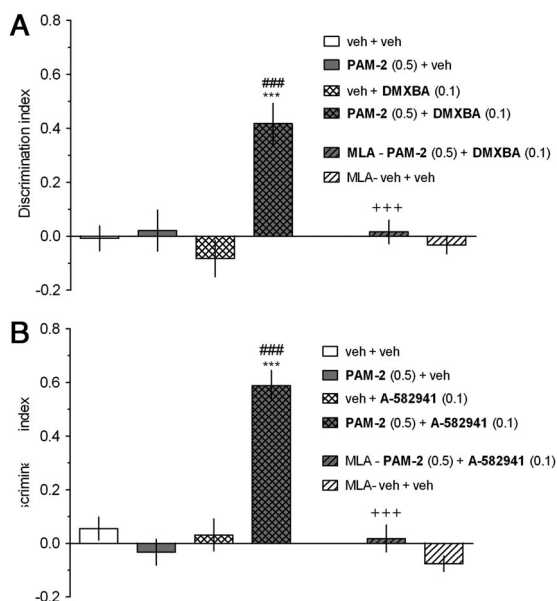 A
0.8
0.6
0.4
0.2
0.0
-0.2
Discrimination index
###
***
+++
veh + veh
PAM-2 (0.5) + veh
veh + DMXBA (0.1)
PAM-2 (0.5) + DMXBA (0.1)
MLA - PAM-2 (0.5) + DMXBA (0.1)
MLA- veh + veh
B
0.8
0.6
0.4
0.2
0.0
-0.2
scrimina index
###
***
+++
veh + veh
PAM-2 (0.5) + veh
veh + A-582941 (0.1)
PAM-2 (0.5) + A-582941 (0.1)
MLA - PAM-2 (0.5) + A-582941 (0.1)
MLA- veh + veh